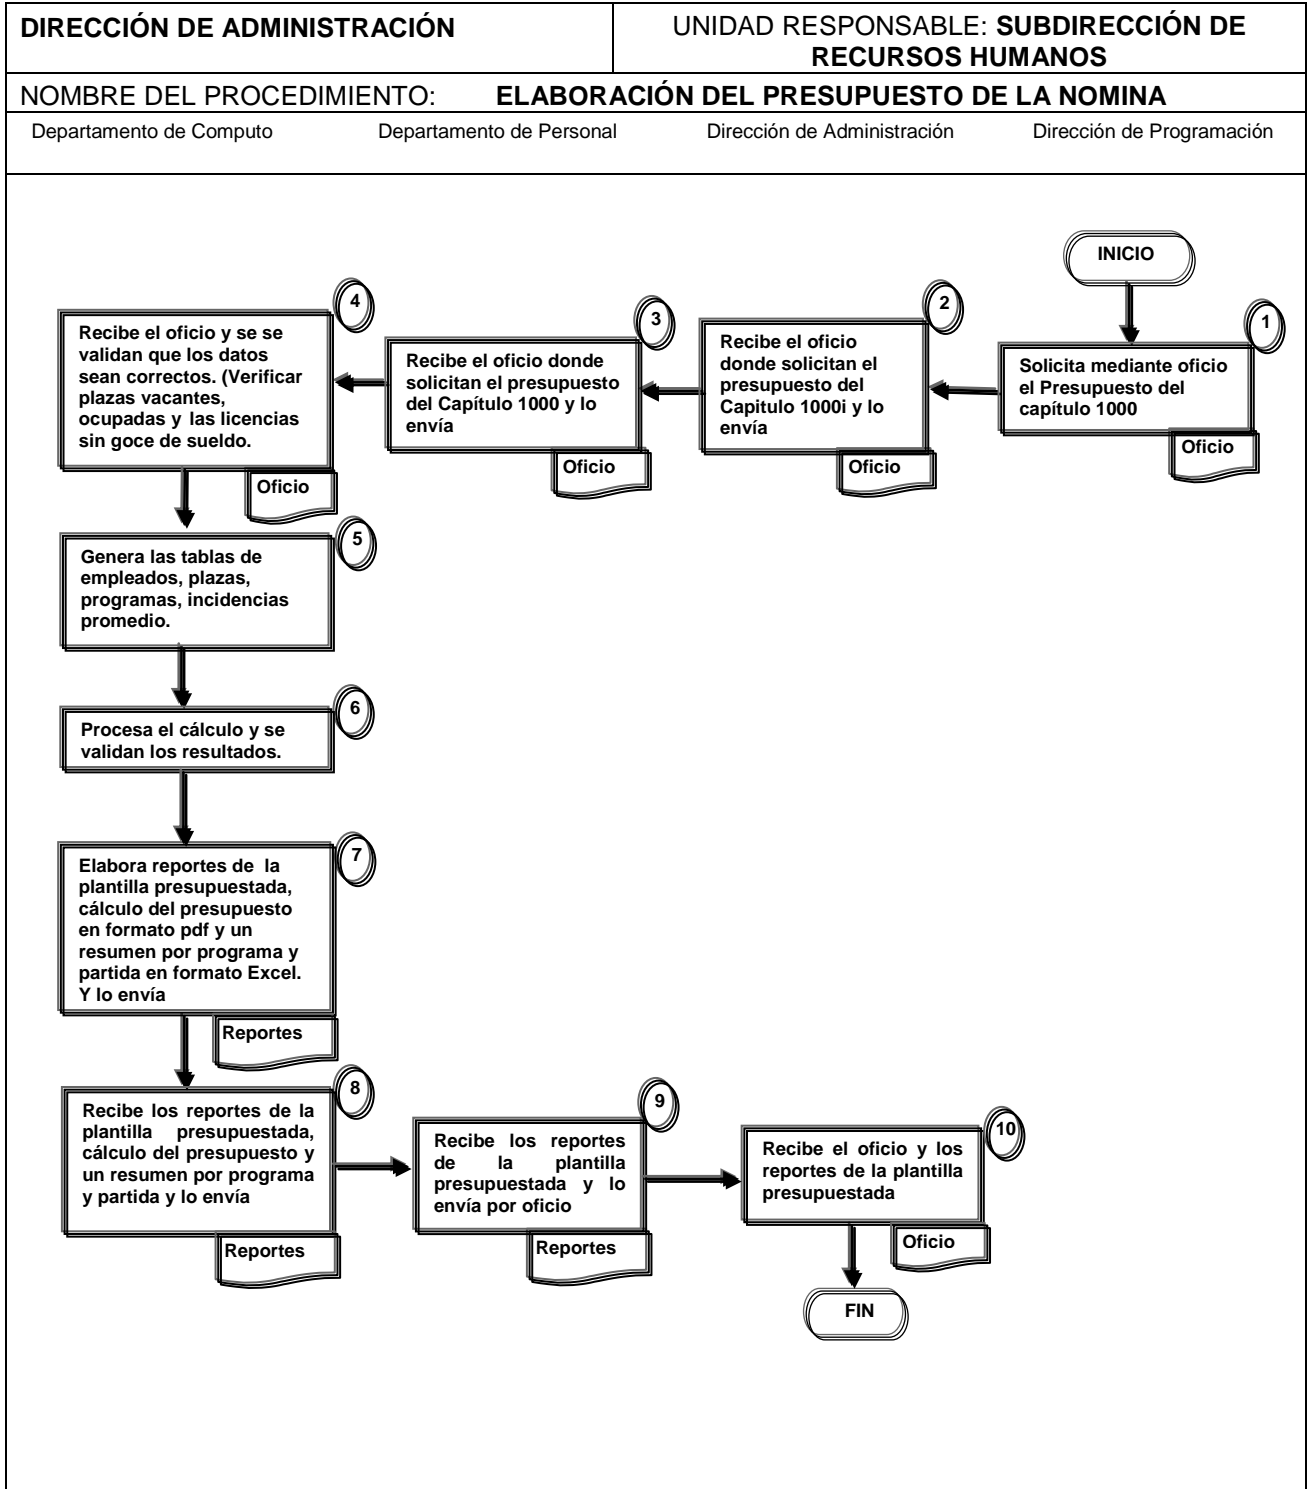 DIRECCIÓN DE ADMINISTRACIÓN
UNIDAD RESPONSABLE: SUBDIRECCIÓN DE
RECURSOS HUMANOS
NOMBRE DEL PROCEDIMIENTO: ELABORACIÓN DEL PRESUPUESTO DE LA NOMINA
Departamento de Computo
Departamento de Personal
Dirección de Administración
Dirección de Programación
INICIO
1
Solicita mediante oficio
el Presupuesto del
capítulo 1000
Oficio
2
Recibe el oficio
donde solicitan el
presupuesto del
Capitulo 1000i y lo
envía
Oficio
3
Recibe el oficio donde
solicitan el presupuesto
del Capítulo 1000 y lo
envía
Oficio
4
Recibe el oficio y se se
validan que los datos
sean correctos. (Verificar
plazas vacantes,
ocupadas y las licencias
sin goce de sueldo.
Oficio
5
Genera las tablas de
empleados, plazas,
programas, incidencias
promedio.
6
Procesa el cálculo y se
validan los resultados.
7
Elabora reportes de la
plantilla presupuestada,
cálculo del presupuesto
en formato pdf y un
resumen por programa y
partida en formato Excel.
Y lo envía
Reportes
8
Recibe los reportes de la
plantilla presupuestada,
cálculo del presupuesto y
un resumen por programa
y partida y lo envía
Reportes
9
Recibe los reportes
de la plantilla
presupuestada y lo
envía por oficio
Reportes
10
Recibe el oficio y los
reportes de la plantilla
presupuestada
Oficio
FIN